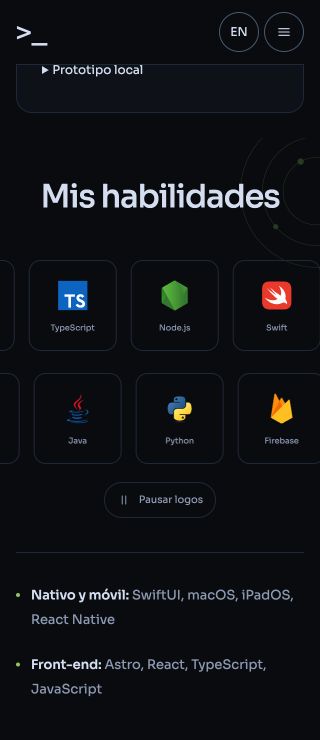 >_
EN
▶ Prototipo local
Mis habilidades
TS
TypeScript
Node.js
Swift
Java
Python
Firebase
Pausar logos
• Nativo y móvil: SwiftUI, macOS, iPadOS,
React Native
• Front-end: Astro, React, TypeScript,
JavaScript